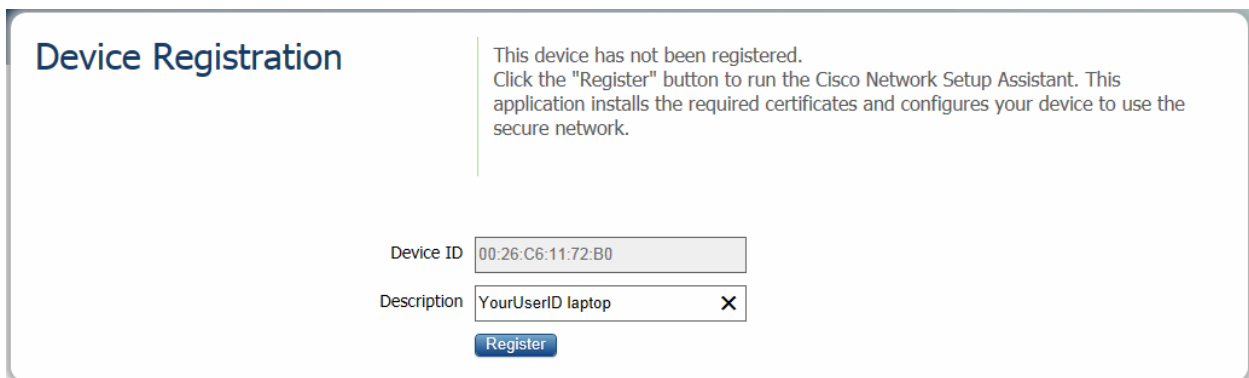 Device Registration
This device has not been registered.
Click the "Register" button to run the Cisco Network Setup Assistant. This
application installs the required certificates and configures your device to use the
secure network.
Device ID 00:26:C6:11:72:B0
Description YourUserID laptop
Register